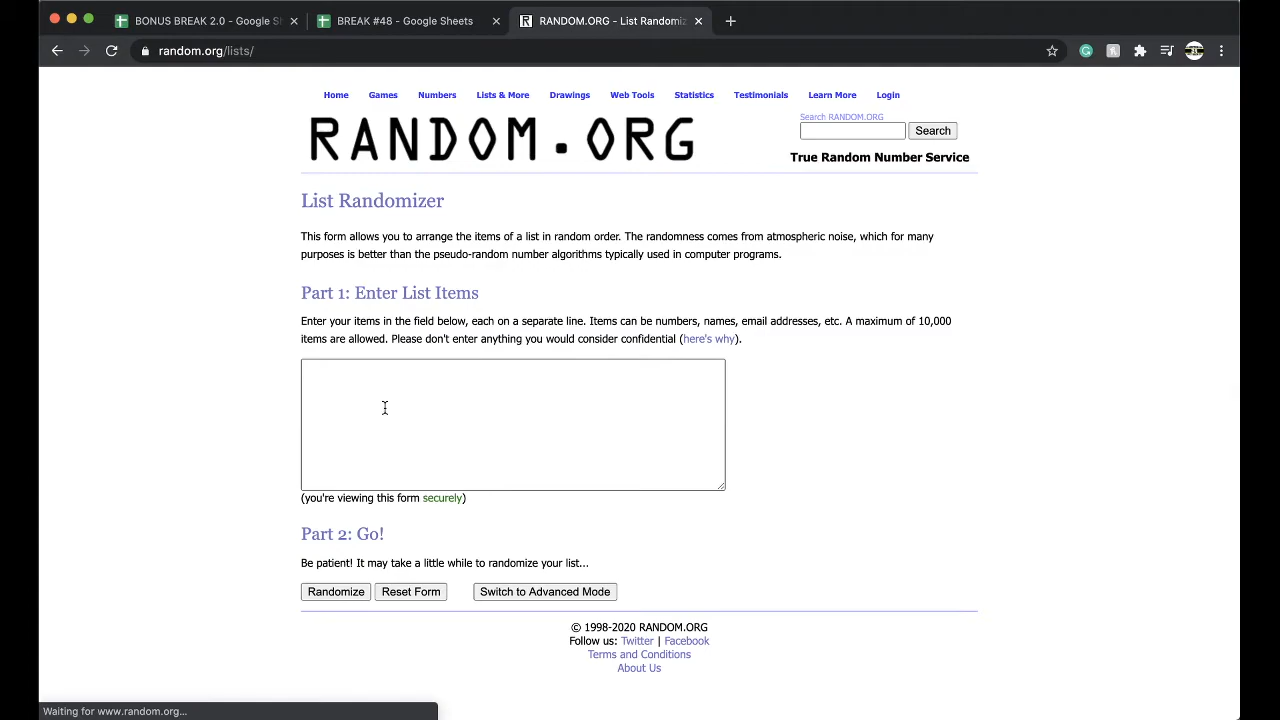 BONUS BREAK 2.0 - Google S
BREAK #48 - Google Sheets
RANDOM.ORG - List Randomiz
random.org/lists/
Home Games Numbers Lists & More Drawings Web Tools Statistics Testimonials Learn More Login
RANDOM.ORG
Search RANDOM.ORG
Search
True Random Number Service
List Randomizer
This form allows you to arrange the items of a list in random order. The randomness comes from atmospheric noise, which for many
purposes is better than the pseudo-random number algorithms typically used in computer programs.
Part 1: Enter List Items
Enter your items in the field below, each on a separate line. Items can be numbers, names, email addresses, etc. A maximum of 10,000
items are allowed. Please don't enter anything you would consider confidential (here's why).
(you're viewing this form securely)
Part 2: Go!
Be patient! It may take a little while to randomize your list...
Randomize Reset Form Switch to Advanced Mode
© 1998-2020 RANDOM.ORG
Follow us: Twitter | Facebook
Terms and Conditions
About Us
Waiting for www.random.org...